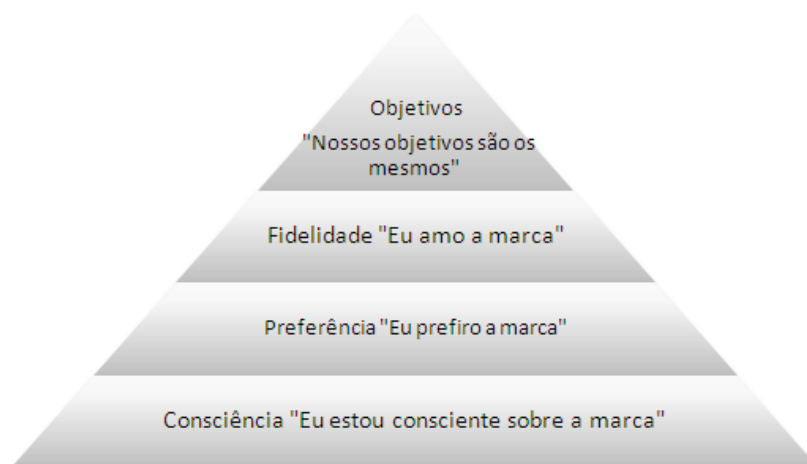 Objetivos
"Nossos objetivos são os
mesmos"
Fidelidade "Eu amo a marca"
Preferência "Eu prefiro a marca"
Consciência "Eu estou consciente sobre a marca"